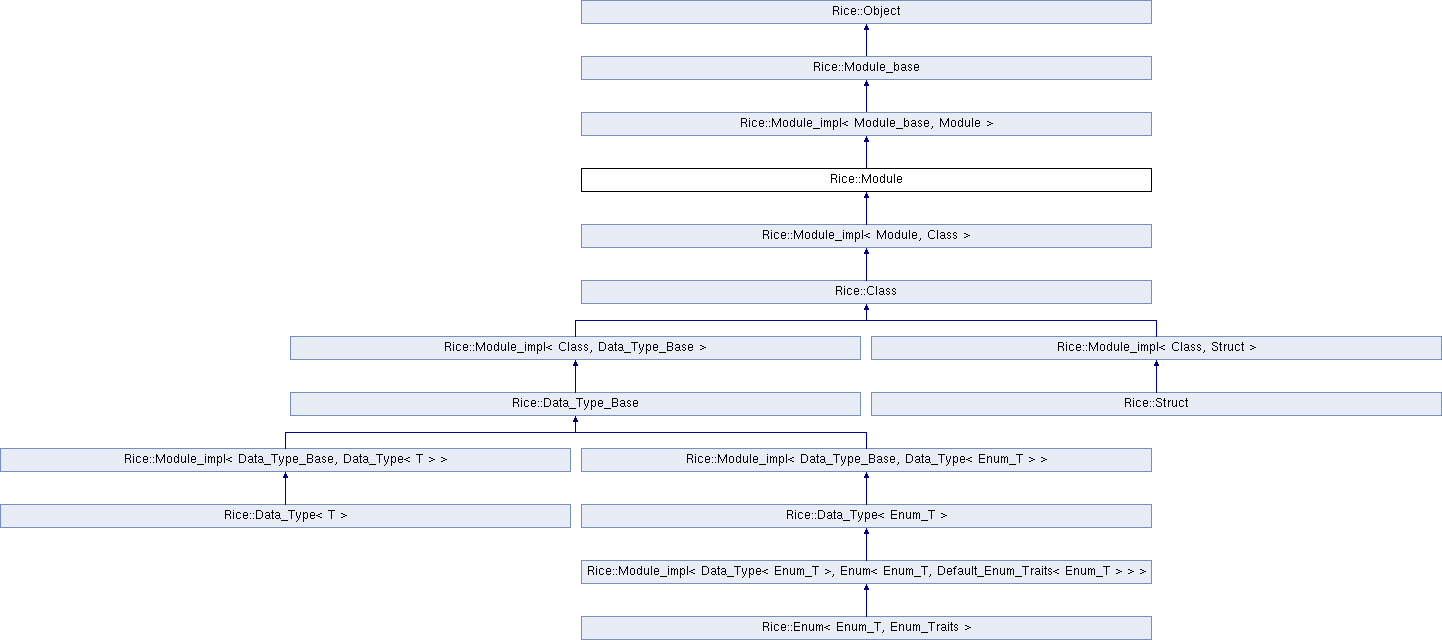 Rice::Object
Rice::Module_base
Rice::Module_impl< Module_base, Module >
Rice::Module
Rice::Module_impl< Module, Class >
Rice::Class
Rice::Module_impl< Class, Data_Type_Base >
Rice::Module_impl< Class, Struct >
Rice::Data_Type_Base
Rice::Struct
Rice::Module_impl< Data_Type_Base, Data_Type< T > >
Rice::Module_impl< Data_Type_Base, Data_Type< Enum_T > >
Rice::Data_Type< T >
Rice::Data_Type< Enum_T >
Rice::Module_impl< Data_Type< Enum_T >, Enum< Enum_T, Default_Enum_Traits< Enum_T > > >
Rice::Enum< Enum_T, Enum_Traits >